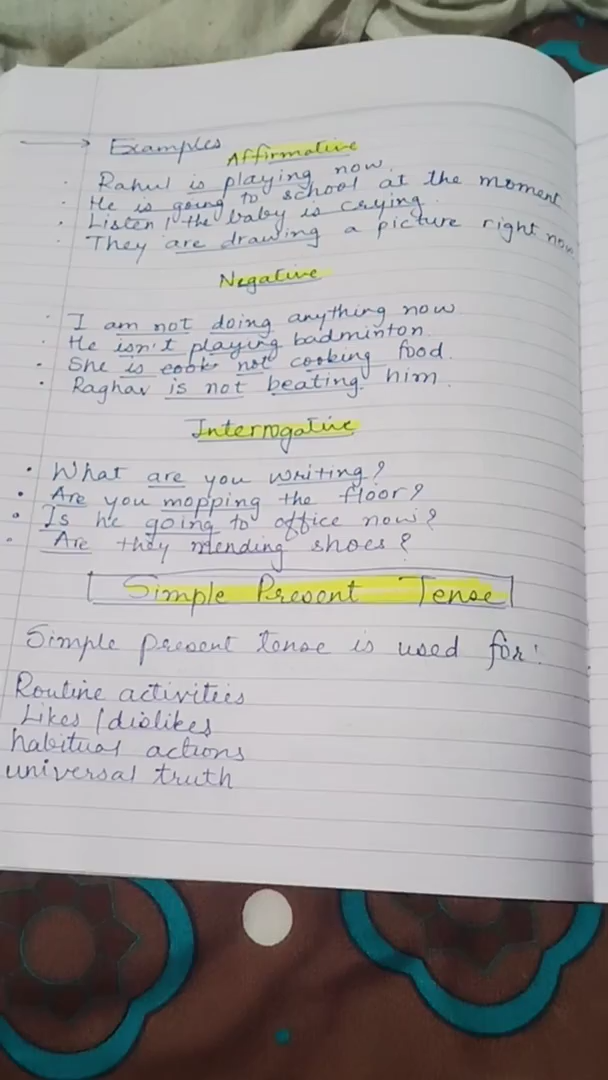 → Examples
Affirmative
· Rahul is playing now.
· He is going to school at the moment
· Listen ! the baby is crying.
· They are drawing a picture right now
Negative
· I am not doing anything now
· He isn't playing badminton
· She is cook not cooking food.
· Raghav is not beating him.
Interrogative
· What are you writing?
· Are you mopping the floor?
· Is he going to office now?
· Are they mending shoes?
Simple Present Tense
Simple present tense is used for:
Routine activities
Likes / dislikes
habitual actions
universal truth